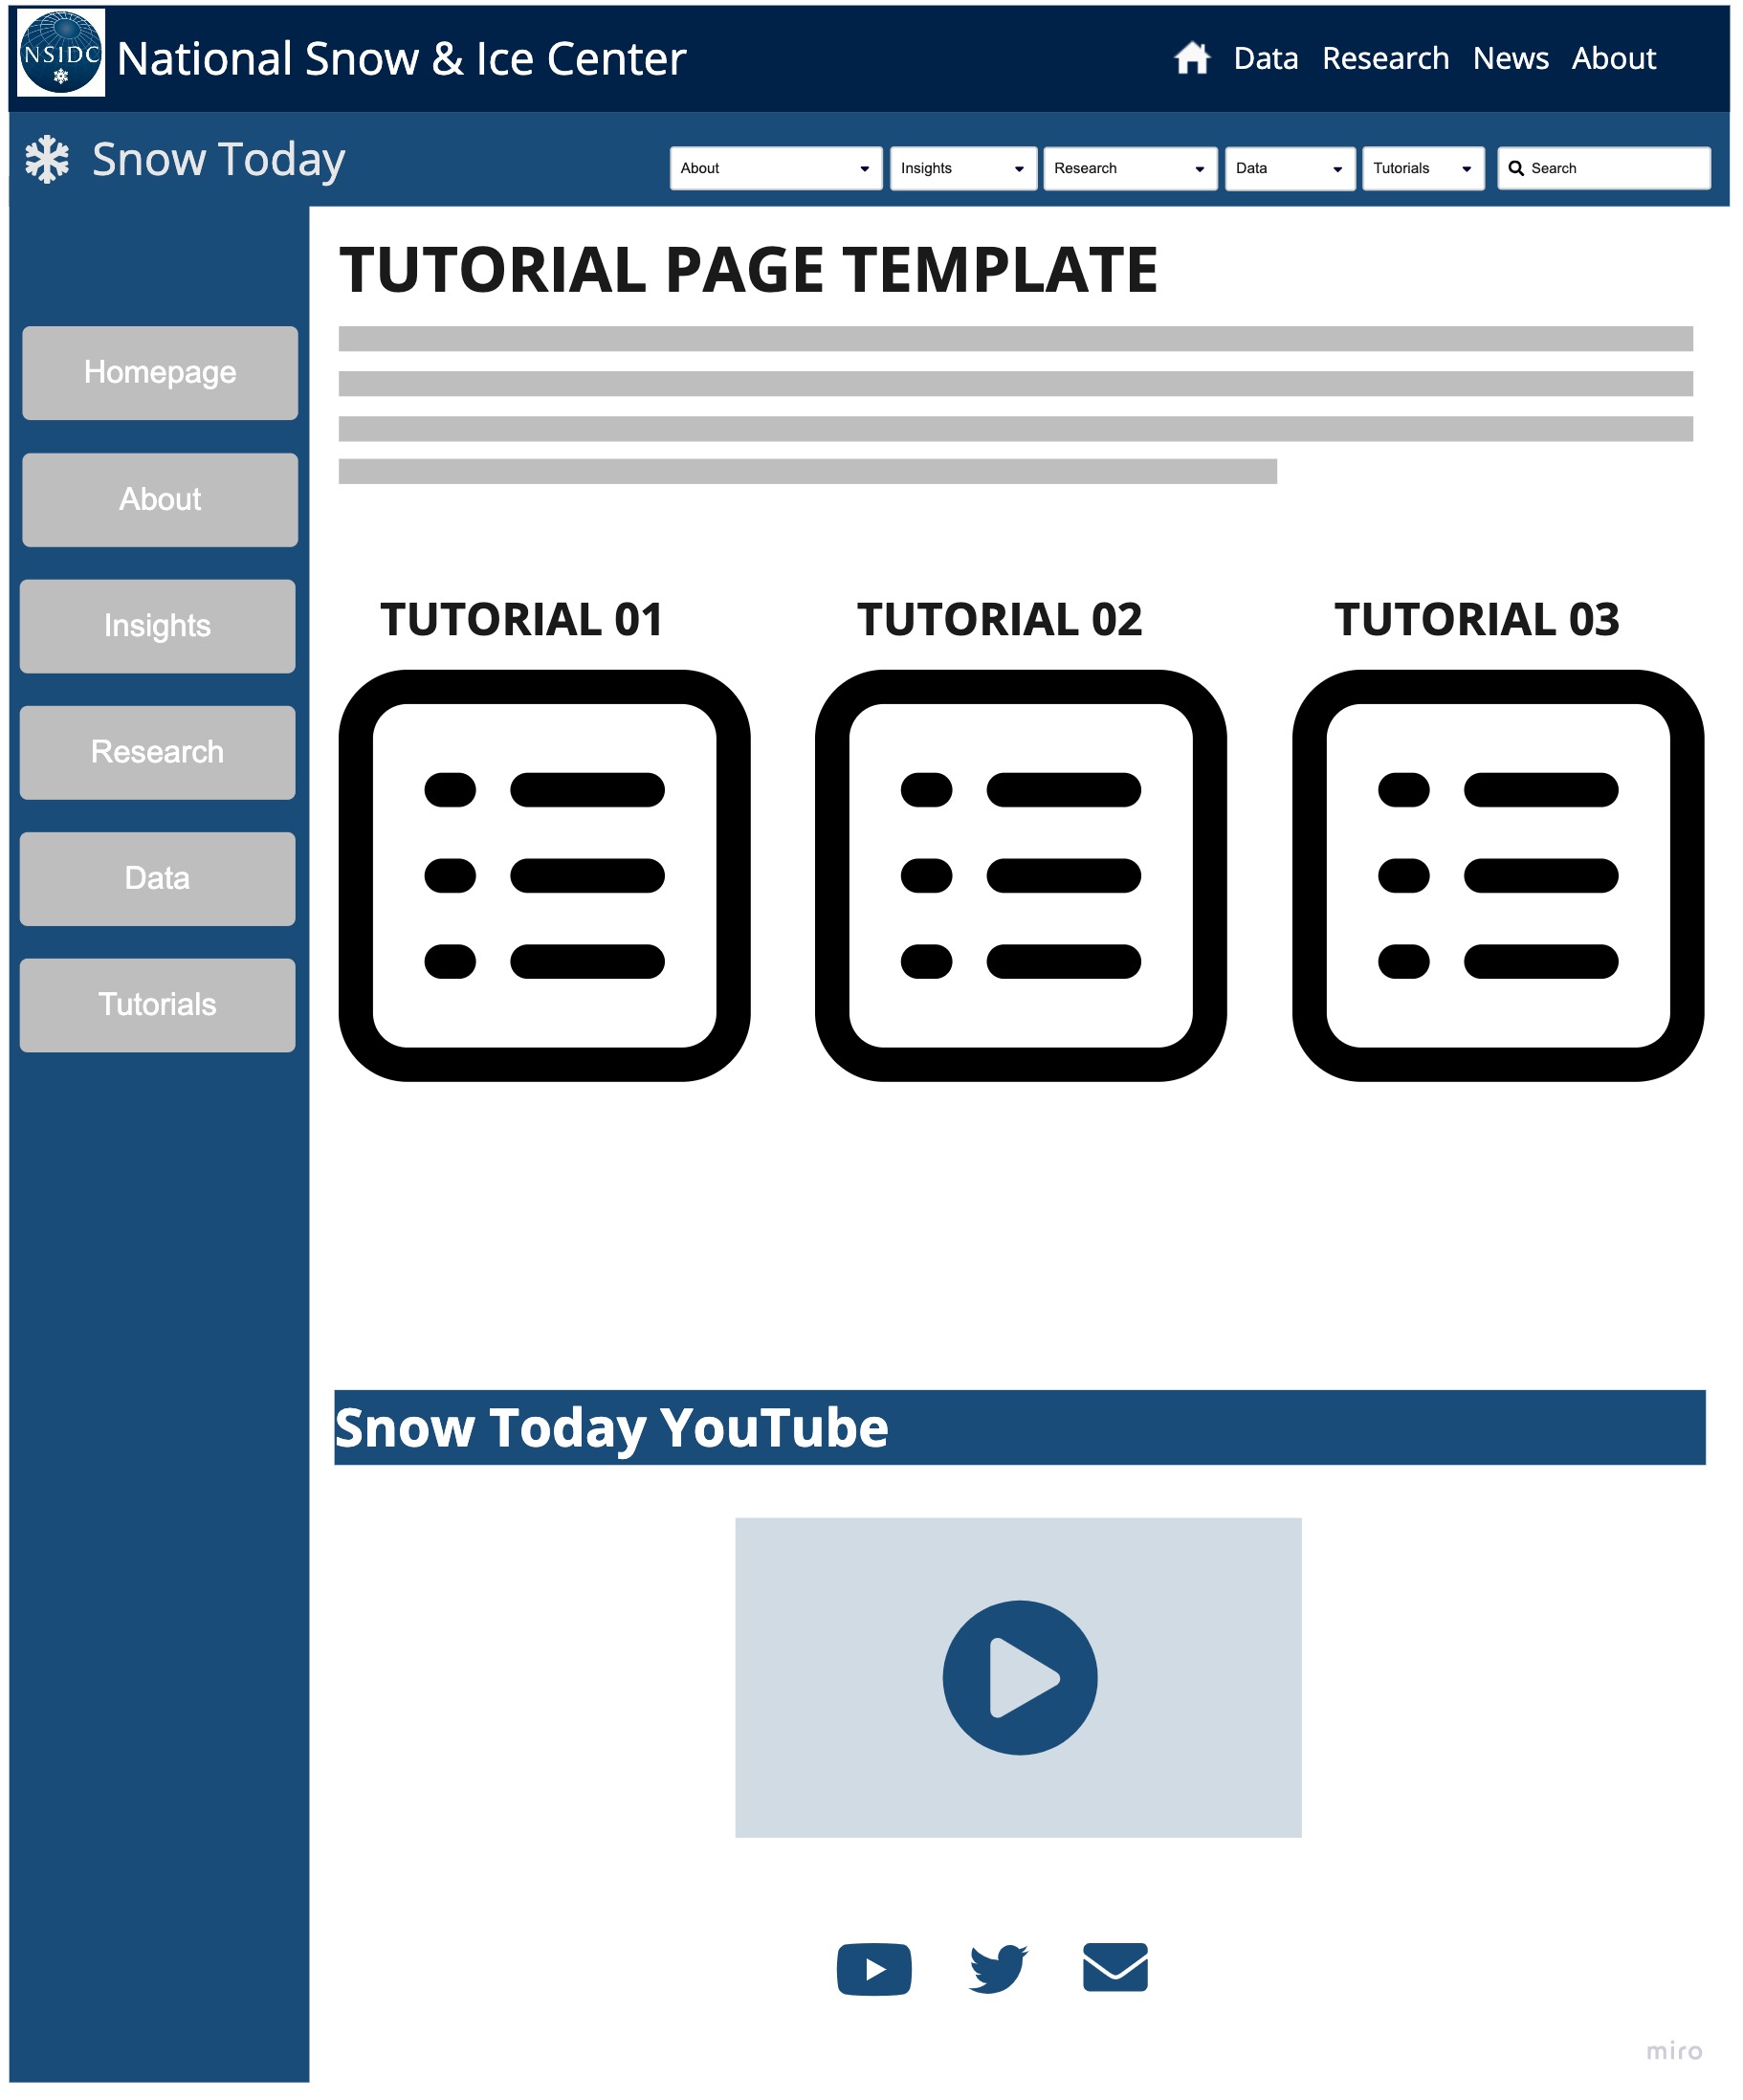 NSIDC
National Snow & Ice Center
Data Research News About
Snow Today
About Insights Research Data Tutorials Search
TUTORIAL PAGE TEMPLATE
Homepage
About
Insights
Research
Data
Tutorials
TUTORIAL 01 TUTORIAL 02 TUTORIAL 03
Snow Today YouTube
miro